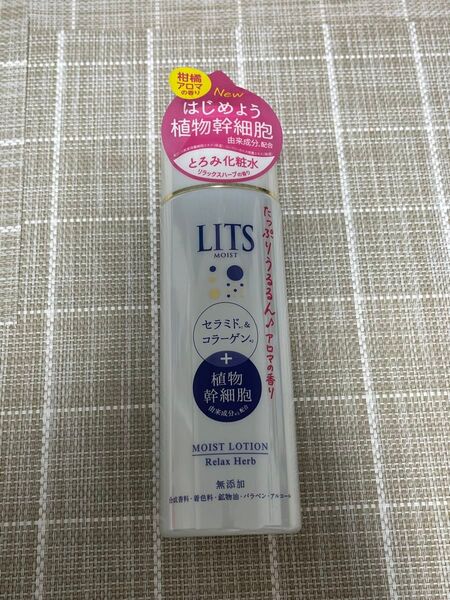 柑橘
アロマ
の香り
New
はじめよう
植物幹細胞
由来成分配合
とろみ化粧水
リラックスハーブの香り
LITS
MOIST
たっぷりうるるん♪アロマの香り
セラミド&
コラーゲン
+
植物
幹細胞
由来成分配合
MOIST LOTION
Relax Herb
無添加
合成香料・着色料・鉱物油・パラベン・アルコール